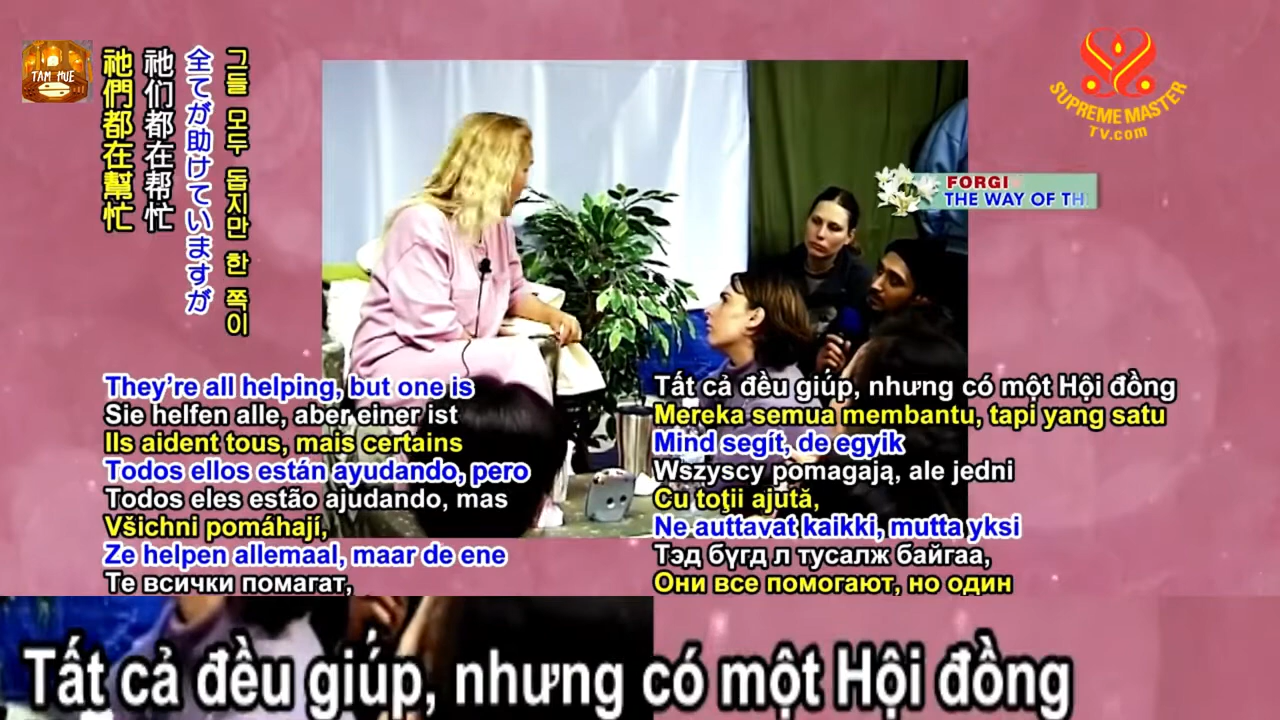 TAM HUE
祂們都在幫忙
祂们都在帮忙
全てが助けていますが
그들 모두 돕지만 한 쪽이
SUPREME MASTER
TV.com
FORGI
THE WAY OF TH
They're all helping, but one is
Sie helfen alle, aber einer ist
Ils aident tous, mais certains
Todos ellos están ayudando, pero
Todos eles estão ajudando, mas
Všichni pomáhají,
Ze helpen allemaal, maar de ene
Те всички помагат,
Tất cả đều giúp, nhưng có một Hội đồng
Mereka semua membantu, tapi yang satu
Mind segít, de egyik
Wszyscy pomagają, ale jedni
Cu toţii ajută,
Ne auttavat kaikki, mutta yksi
Тэд бүгд л тусалж байгаа,
Они все помогают, но один
Tất cả đều giúp, nhưng có một Hội đồng